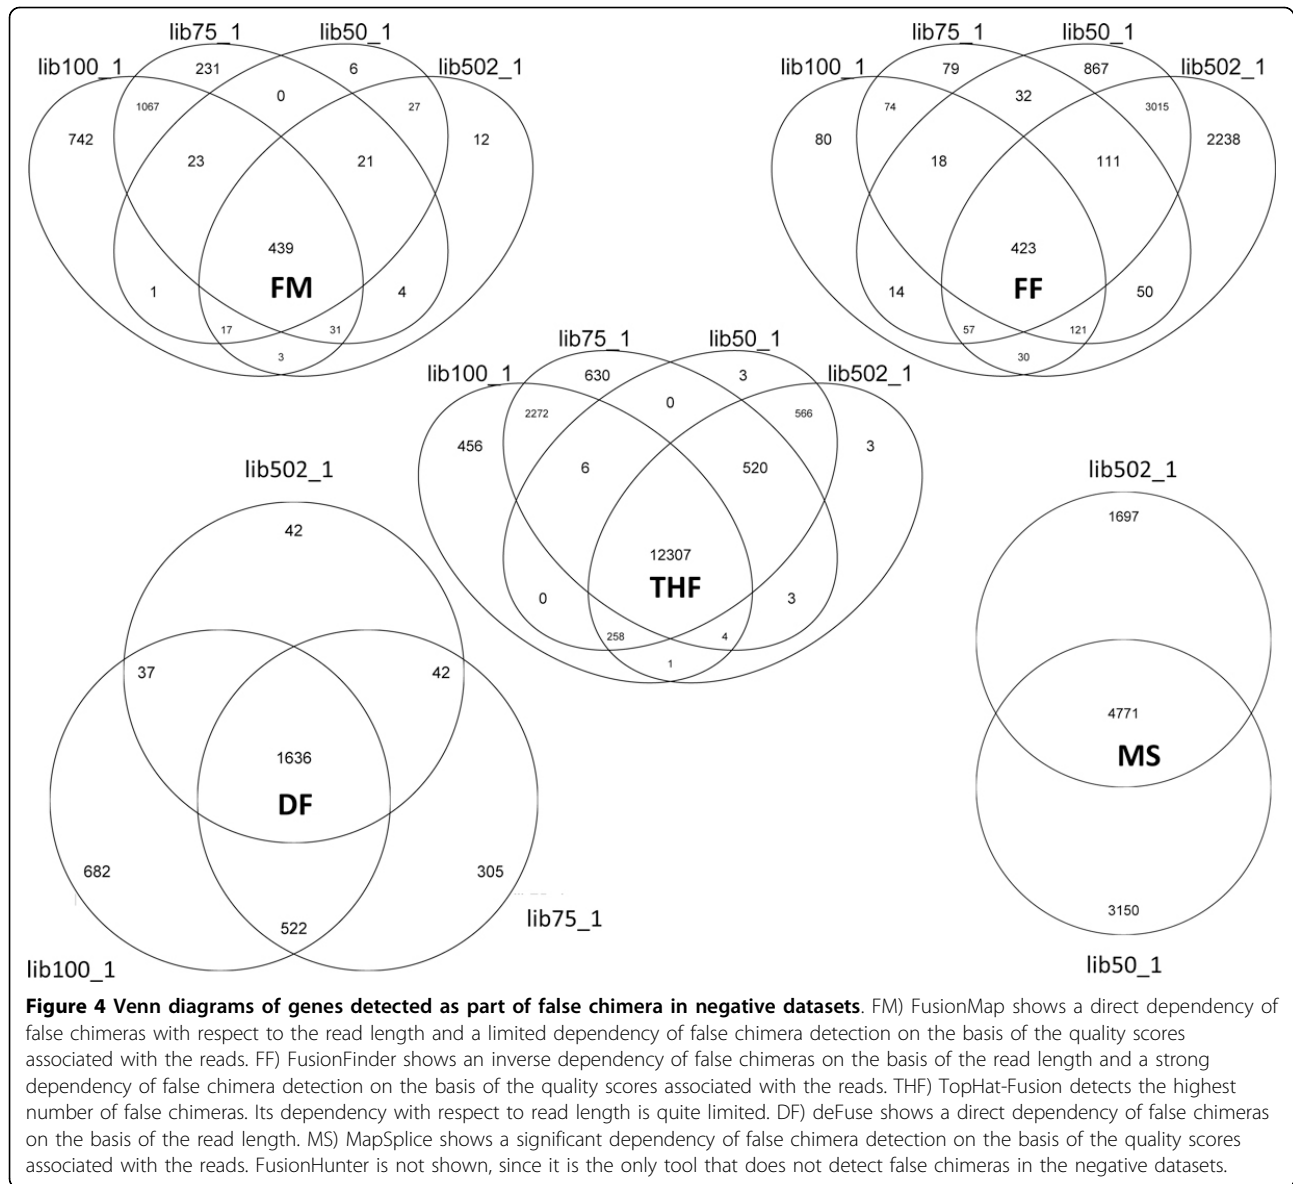 lib75_1 lib50_1
lib100_1 lib502_1
231 6
0
1067 27
742 12
23 21
439
FM
1 4
17 31
3
lib75_1 lib50_1
lib100_1 lib502_1
79 867
32
74 3015
80 2238
18 111
423
FF
14 50
57 121
30
lib75_1 lib50_1
lib100_1 lib502_1
630 3
0
2272 566
456 3
6 520
12307
THF
0 3
258 4
1
lib502_1
42
37 42
1636
DF
682 305
522
lib75_1
lib100_1
lib502_1
1697
4771
MS
3150
lib50_1
Figure 4 Venn diagrams of genes detected as part of false chimera in negative datasets. FM) FusionMap shows a direct dependency of
false chimeras with respect to the read length and a limited dependency of false chimera detection on the basis of the quality scores
associated with the reads. FF) FusionFinder shows an inverse dependency of false chimeras on the basis of the read length and a strong
dependency of false chimera detection on the basis of the quality scores associated with the reads. THF) TopHat-Fusion detects the highest
number of false chimeras. Its dependency with respect to read length is quite limited. DF) deFuse shows a direct dependency of false chimeras
on the basis of the read length. MS) MapSplice shows a significant dependency of false chimera detection on the basis of the quality scores
associated with the reads. FusionHunter is not shown, since it is the only tool that does not detect false chimeras in the negative datasets.